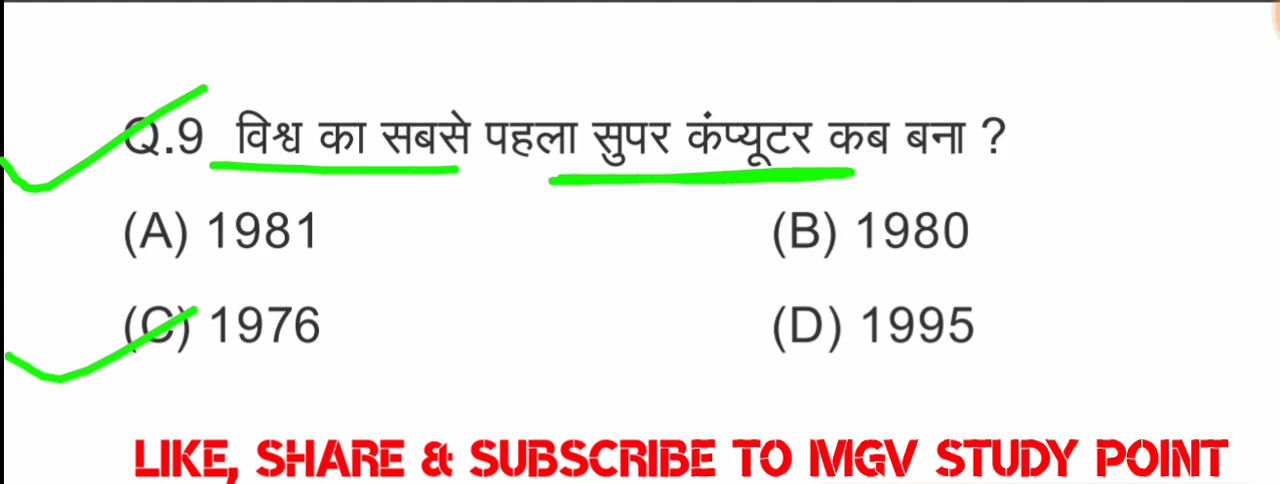 Q.9 विश्व का सबसे पहला सुपर कंप्यूटर कब बना ?
(A) 1981 (B) 1980
(C) 1976 (D) 1995
LIKE, SHARE & SUBSCRIBE TO MGV STUDY POINT